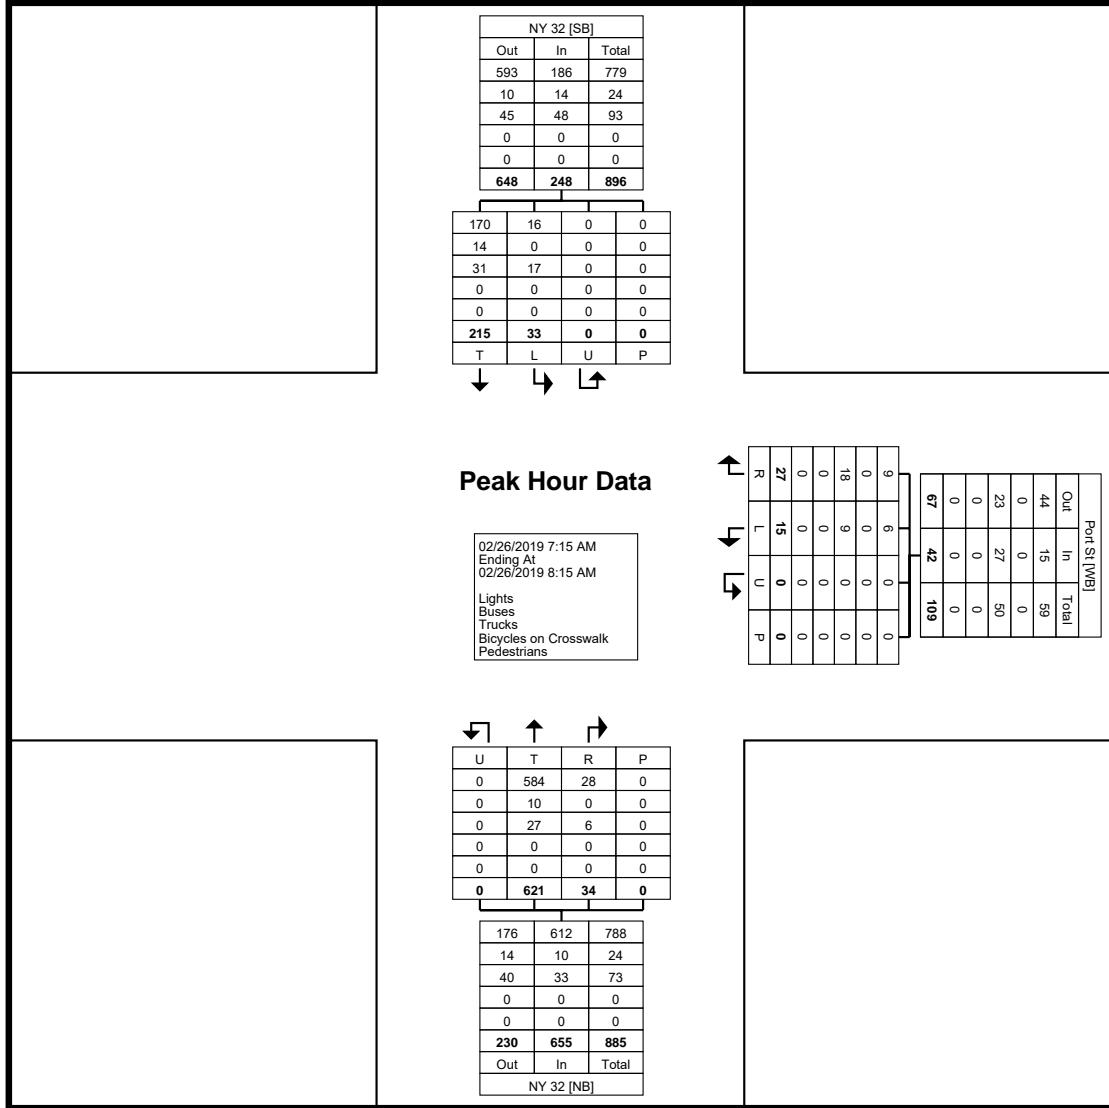 NY 32 [SB]
Out In Total
593 186 779
10 14 24
45 48 93
0 0 0
0 0 0
648 248 896
170 16 0 0
14 0 0 0
31 17 0 0
0 0 0 0
0 0 0 0
215 33 0 0
T L U P
Peak Hour Data
02/26/2019 7:15 AM
Ending At
02/26/2019 8:15 AM
Lights
Buses
Trucks
Bicycles on Crosswalk
Pedestrians
Port St [WB]
Out In Total
44 15 59
0 0 0
23 27 50
0 0 0
0 0 0
67 42 109
9 6 0 0
0 0 0 0
18 9 0 0
0 0 0 0
0 0 0 0
27 15 0 0
R L U P
U T R P
0 584 28 0
0 10 0 0
0 27 6 0
0 0 0 0
0 0 0 0
0 621 34 0
176 612 788
14 10 24
40 33 73
0 0 0
0 0 0
230 655 885
Out In Total
NY 32 [NB]